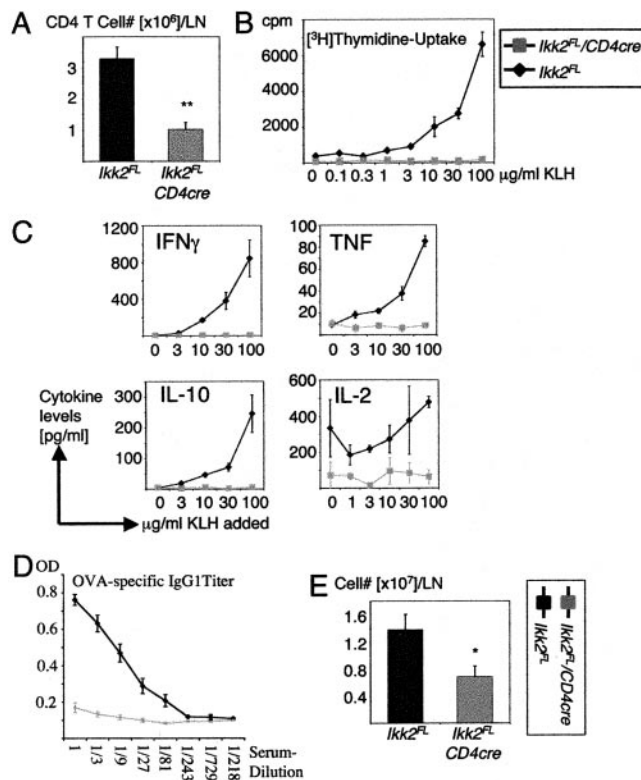 A
CD4 T Cell# [x10⁶]/LN
3
2
1
**
Ikk2ᶠᴸ
Ikk2ᶠᴸ
CD4cre
B
cpm
[³H]Thymidine-Uptake
6000
4000
2000
0 0.1 0.3 1 3 10 30 100 µg/ml KLH
Ikk2ᶠᴸ/CD4cre
Ikk2ᶠᴸ
C
IFNγ
1200
800
400
0 3 10 30 100
TNF
100
80
60
40
20
0 3 10 30 100
Cytokine
levels
[pg/ml]
IL-10
300
200
100
0 3 10 30 100
µg/ml KLH added
IL-2
600
400
200
0 1 3 10 30 100
D
OD
OVA-specific IgG1Titer
0.8
0.6
0.4
0.2
1 1/3 1/9 1/27 1/81 1/243 1/729 1/218
Serum-
Dilution
E
Cell# [x10⁷]/LN
1.6
1.2
0.8
0.4
*
Ikk2ᶠᴸ
Ikk2ᶠᴸ
CD4cre
Ikk2ᶠᴸ/CD4cre
Ikk2ᶠᴸ